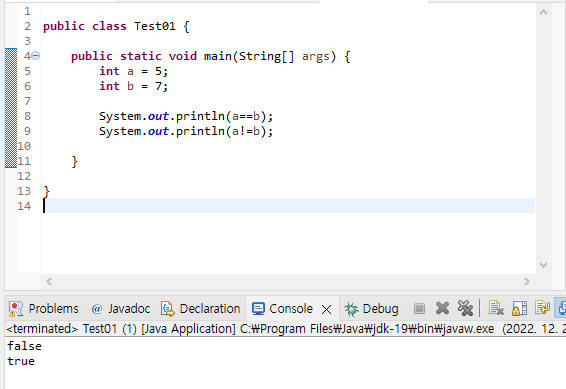 1
2 public class Test01 {
3
4 public static void main(String[] args) {
5 int a = 5;
6 int b = 7;
7
8 System.out.println(a==b);
9 System.out.println(a!=b);
10
11 }
12
13 }
14
Problems @ Javadoc Declaration Console Debug
<terminated> Test01 (1) [Java Application] C:₩Program Files₩Java₩jdk-19₩bin₩javaw.exe (2022. 12. 2
false
true